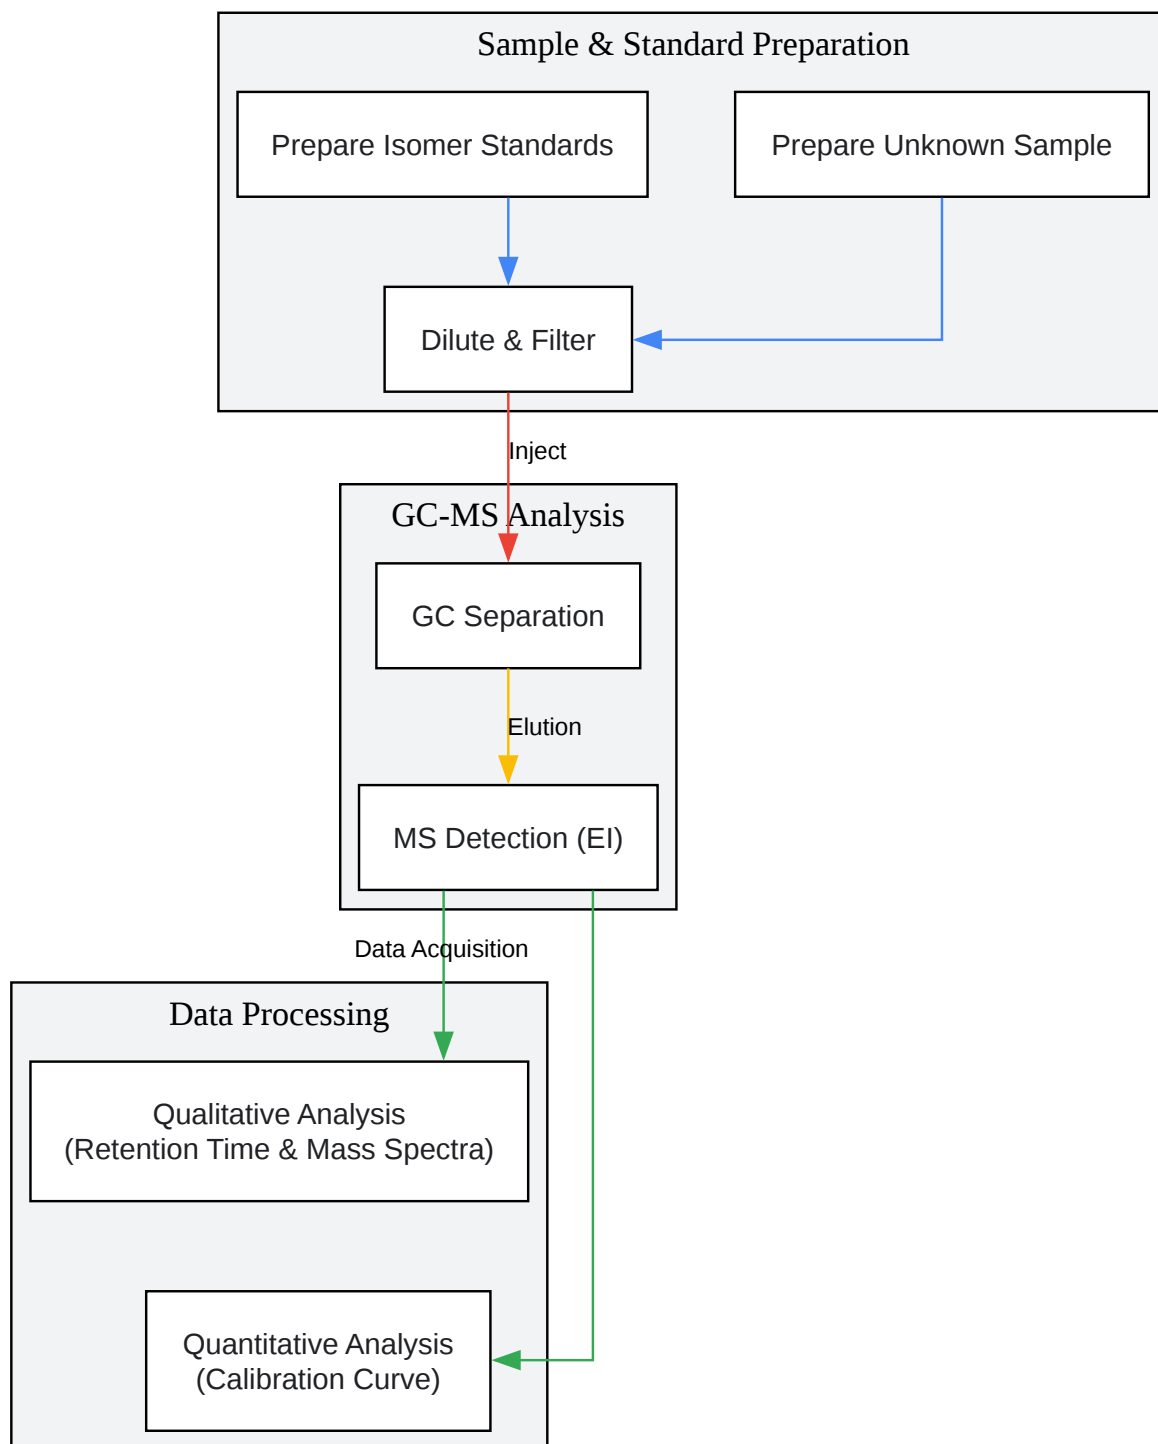 Sample & Standard Preparation
Prepare Isomer Standards
Prepare Unknown Sample
Dilute & Filter
Inject
GC-MS Analysis
GC Separation
Elution
MS Detection (EI)
Data Acquisition
Data Processing
Qualitative Analysis
(Retention Time & Mass Spectra)
Quantitative Analysis
(Calibration Curve)